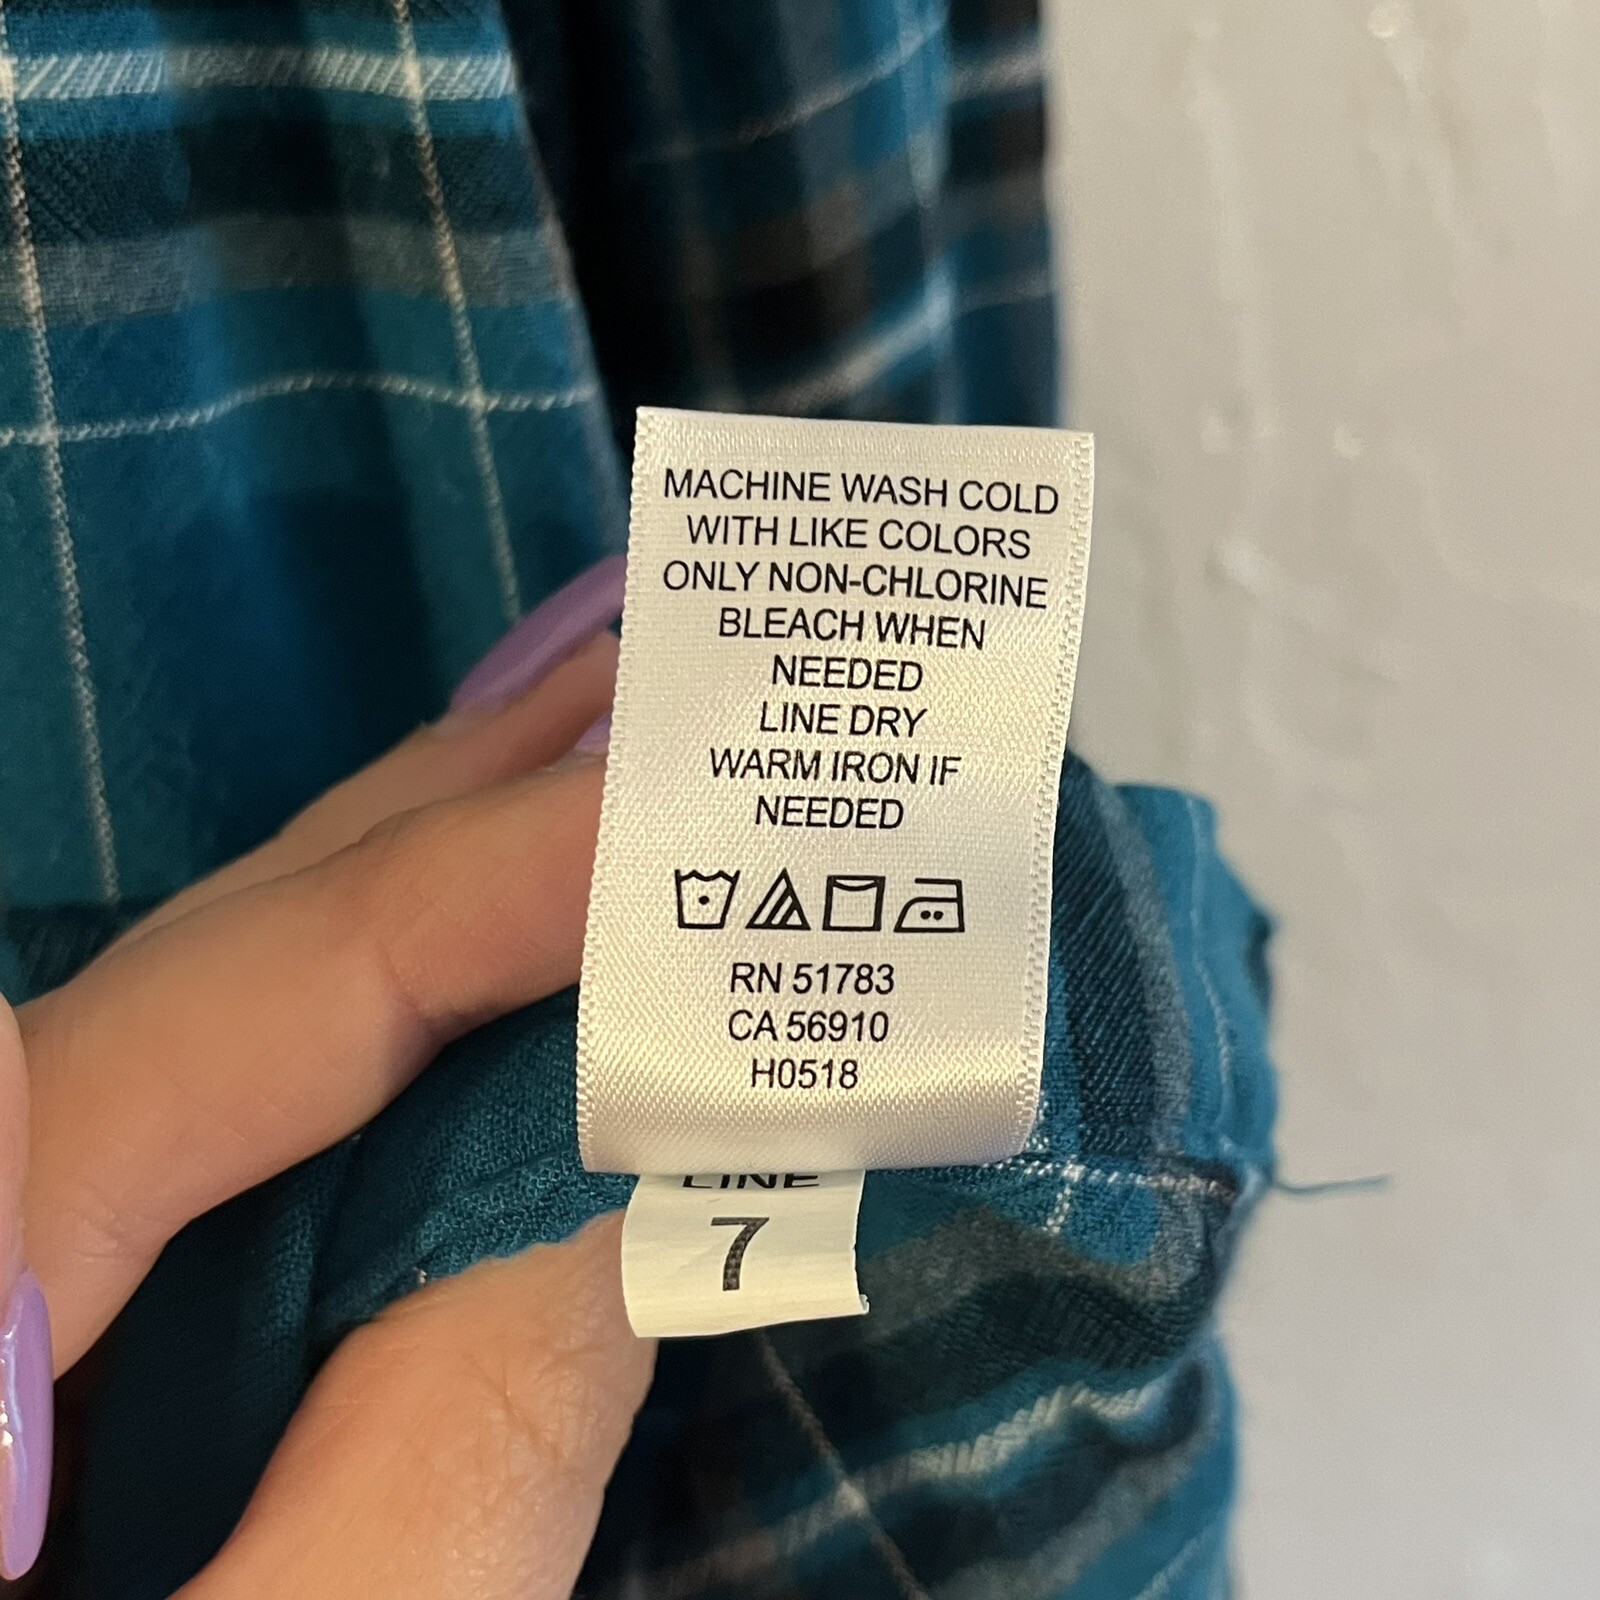 MACHINE WASH COLD
WITH LIKE COLORS
ONLY NON-CHLORINE
BLEACH WHEN
NEEDED
LINE DRY
WARM IRON IF
NEEDED
RN 51783
CA 56910
H0518
LINE
7